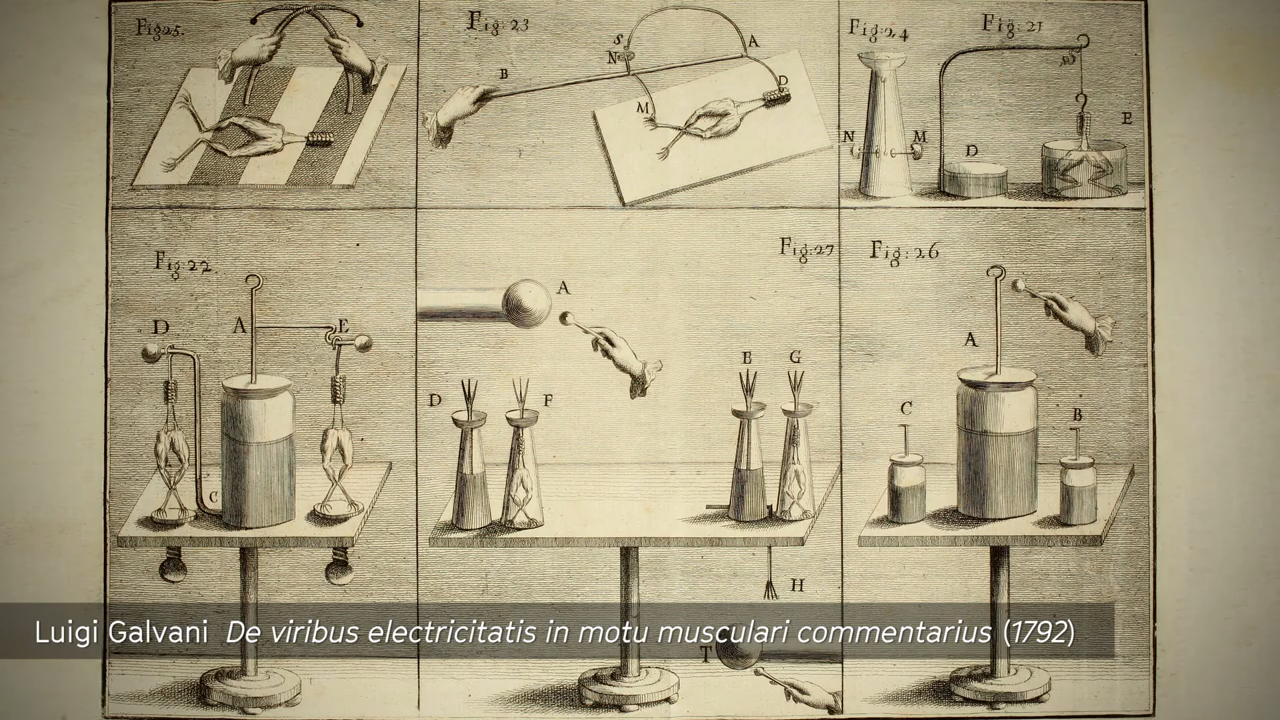 Fig:25.
Fig:23
S
N
A
B
D
M
Fig:24
Fig:21
E
N
M
D
Fig:22
D
A
E
C
Fig:27
A
D
F
E
G
H
T
Fig:26
A
C
B
Luigi Galvani De viribus electricitatis in motu musculari commentarius (1792)